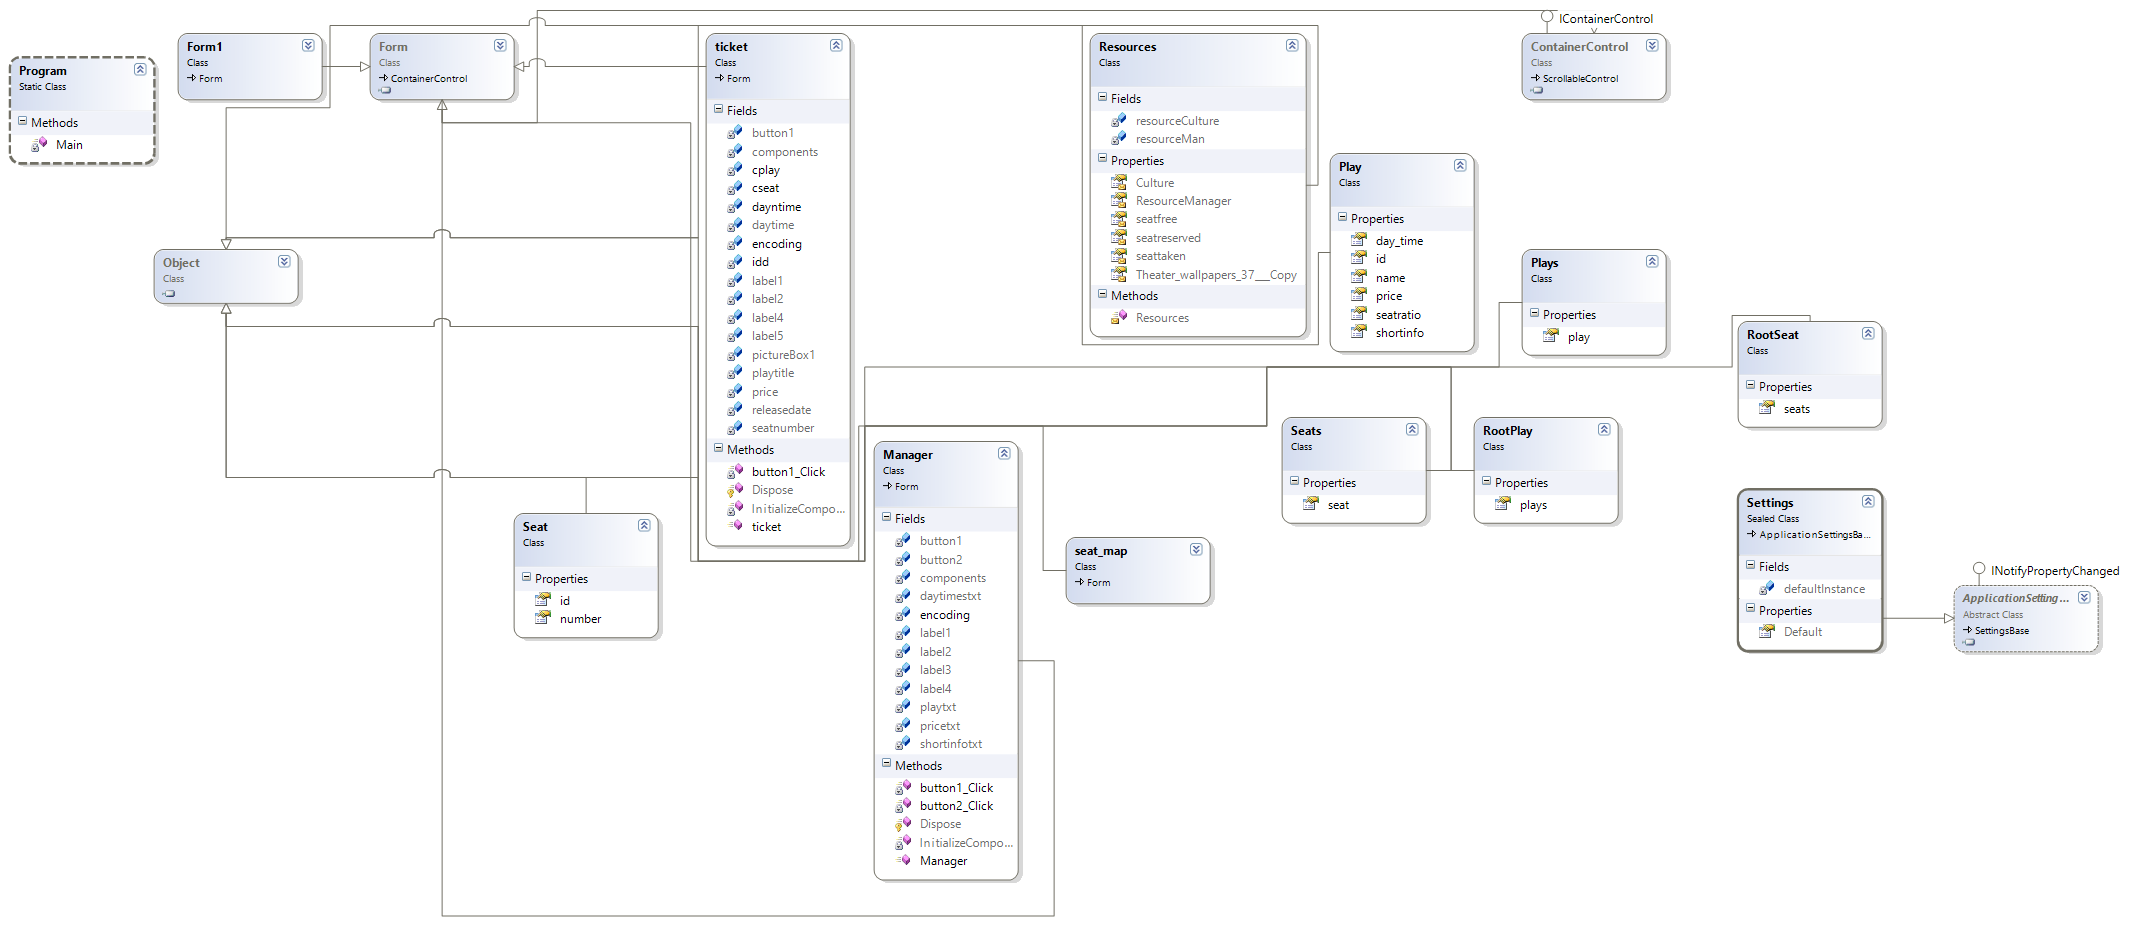 Program
Static Class
Methods
Main
Form1
Class
Form
Form
Class
ContainerControl
Object
Class
ticket
Class
Form
Fields
button1
components
cplay
cseat
dayntime
daytime
encoding
idd
label1
label2
label4
label5
pictureBox1
playtitle
price
releasedate
seatnumber
Methods
button1_Click
Dispose
InitializeCompo...
ticket
Seat
Class
Properties
id
number
Manager
Class
Form
Fields
button1
button2
components
daytimestxt
encoding
label1
label2
label3
label4
playtxt
pricetxt
shortinfotxt
Methods
button1_Click
button2_Click
Dispose
InitializeCompo...
Manager
Resources
Class
Fields
resourceCulture
resourceMan
Properties
Culture
ResourceManager
seatfree
seatreserved
seattaken
Theater_wallpapers_37___Copy
Methods
Resources
seat_map
Class
Form
Play
Class
Properties
day_time
id
name
price
seatratio
shortinfo
Seats
Class
Properties
seat
RootPlay
Class
Properties
plays
IContainerControl
ContainerControl
Class
ScrollableControl
Plays
Class
Properties
play
RootSeat
Class
Properties
seats
Settings
Sealed Class
ApplicationSettingsBa...
Fields
defaultInstance
Properties
Default
INotifyPropertyChanged
ApplicationSetting...
Abstract Class
SettingsBase